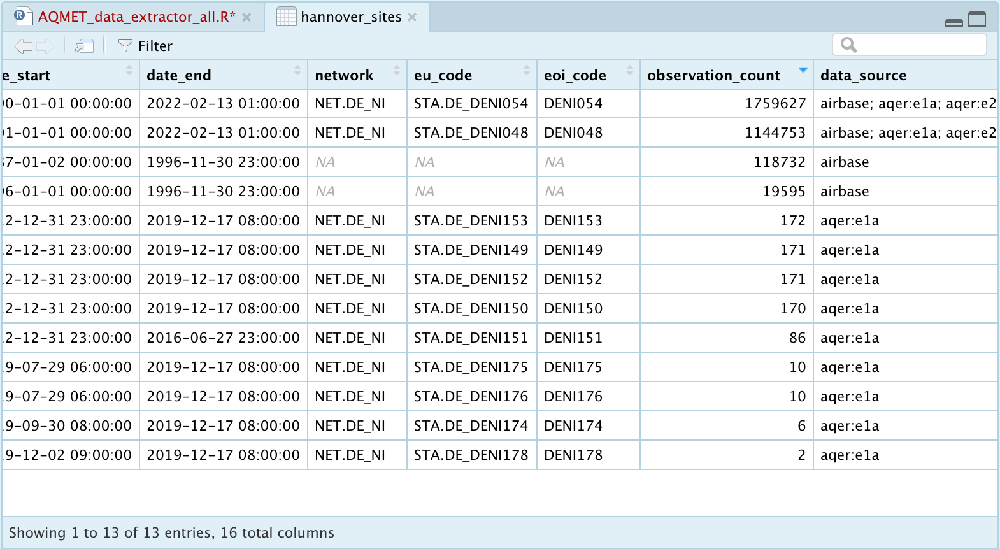 AQMET_data_extractor_all.R* hannover_sites
Filter
e_start date_end network eu_code eoi_code observation_count data_source
00-01-01 00:00:00 2022-02-13 01:00:00 NET.DE_NI STA.DE_DENI054 DENI054 1759627 airbase; aqer:e1a; aqer:e2
01-01-01 00:00:00 2022-02-13 01:00:00 NET.DE_NI STA.DE_DENI048 DENI048 1144753 airbase; aqer:e1a; aqer:e2
87-01-02 00:00:00 1996-11-30 23:00:00 NA NA NA 118732 airbase
96-01-01 00:00:00 1996-11-30 23:00:00 NA NA NA 19595 airbase
2-12-31 23:00:00 2019-12-17 08:00:00 NET.DE_NI STA.DE_DENI153 DENI153 172 aqer:e1a
2-12-31 23:00:00 2019-12-17 08:00:00 NET.DE_NI STA.DE_DENI149 DENI149 171 aqer:e1a
2-12-31 23:00:00 2019-12-17 08:00:00 NET.DE_NI STA.DE_DENI152 DENI152 171 aqer:e1a
2-12-31 23:00:00 2019-12-17 08:00:00 NET.DE_NI STA.DE_DENI150 DENI150 170 aqer:e1a
2-12-31 23:00:00 2016-06-27 23:00:00 NET.DE_NI STA.DE_DENI151 DENI151 86 aqer:e1a
9-07-29 06:00:00 2019-12-17 08:00:00 NET.DE_NI STA.DE_DENI175 DENI175 10 aqer:e1a
9-07-29 06:00:00 2019-12-17 08:00:00 NET.DE_NI STA.DE_DENI176 DENI176 10 aqer:e1a
9-09-30 08:00:00 2019-12-17 08:00:00 NET.DE_NI STA.DE_DENI174 DENI174 6 aqer:e1a
9-12-02 09:00:00 2019-12-17 08:00:00 NET.DE_NI STA.DE_DENI178 DENI178 2 aqer:e1a
Showing 1 to 13 of 13 entries, 16 total columns